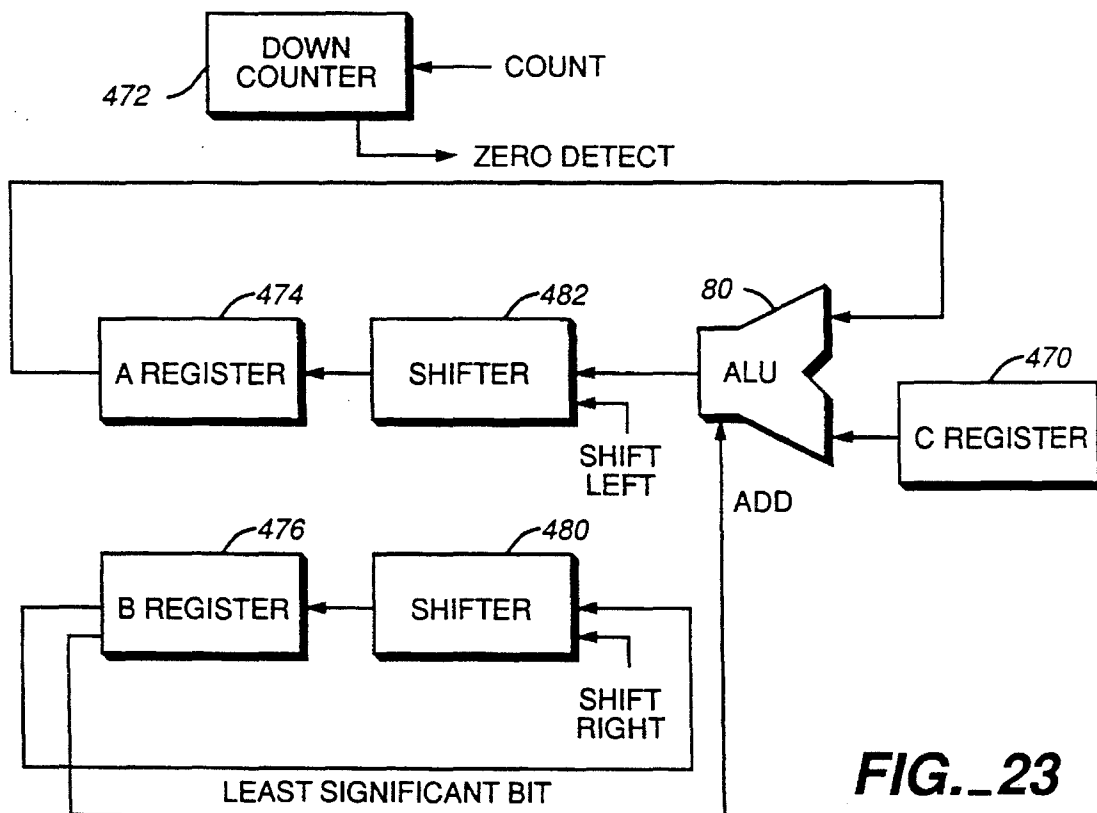 DOWN
COUNTER
472
COUNT
ZERO DETECT
474
482
80
470
A REGISTER
SHIFTER
ALU
C REGISTER
SHIFT
LEFT
ADD
476
480
B REGISTER
SHIFTER
SHIFT
RIGHT
LEAST SIGNIFICANT BIT
FIG._23